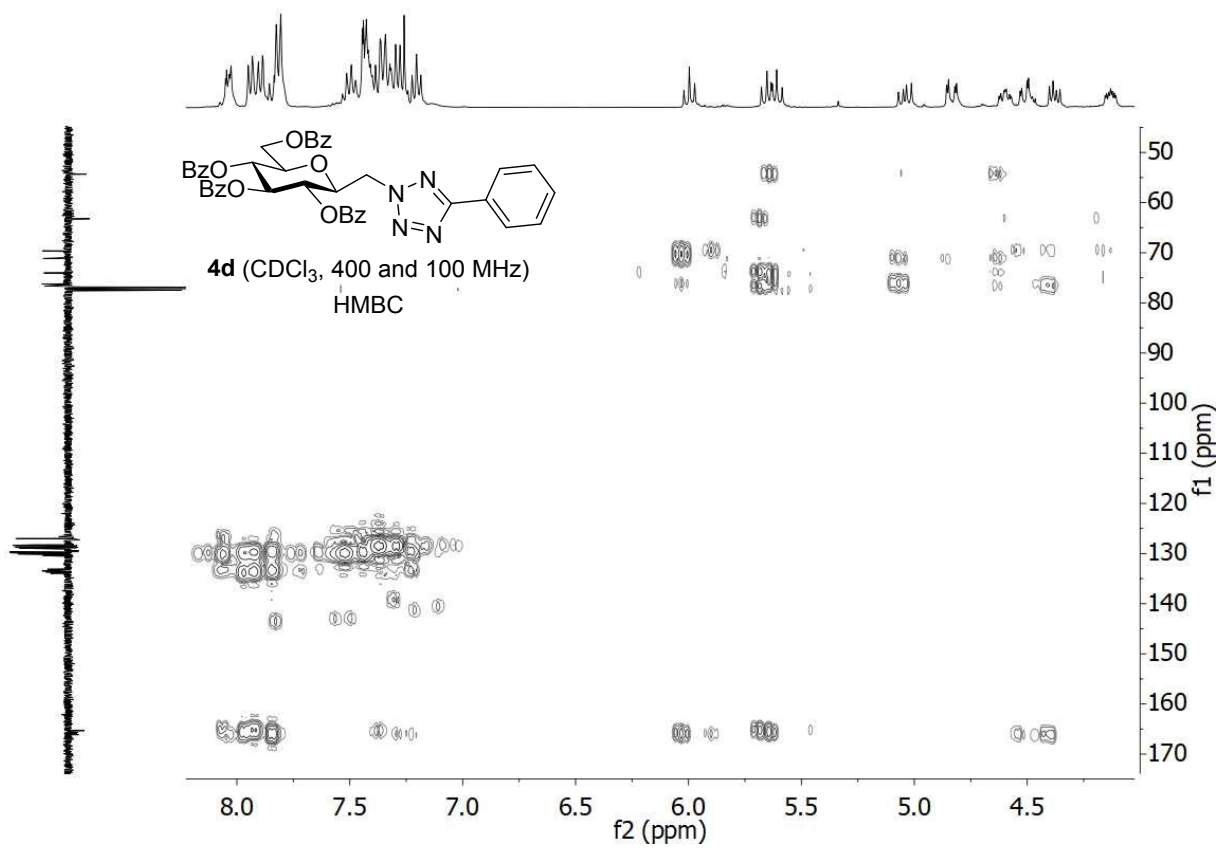 OBz
BzO
BzO
O
OBz
N
N
N
N
4d (CDCl₃, 400 and 100 MHz)
HMBC
50
60
70
80
90
100
110
120
130
140
150
160
170
f1 (ppm)
8.0 7.5 7.0 6.5 6.0 5.5 5.0 4.5
f2 (ppm)